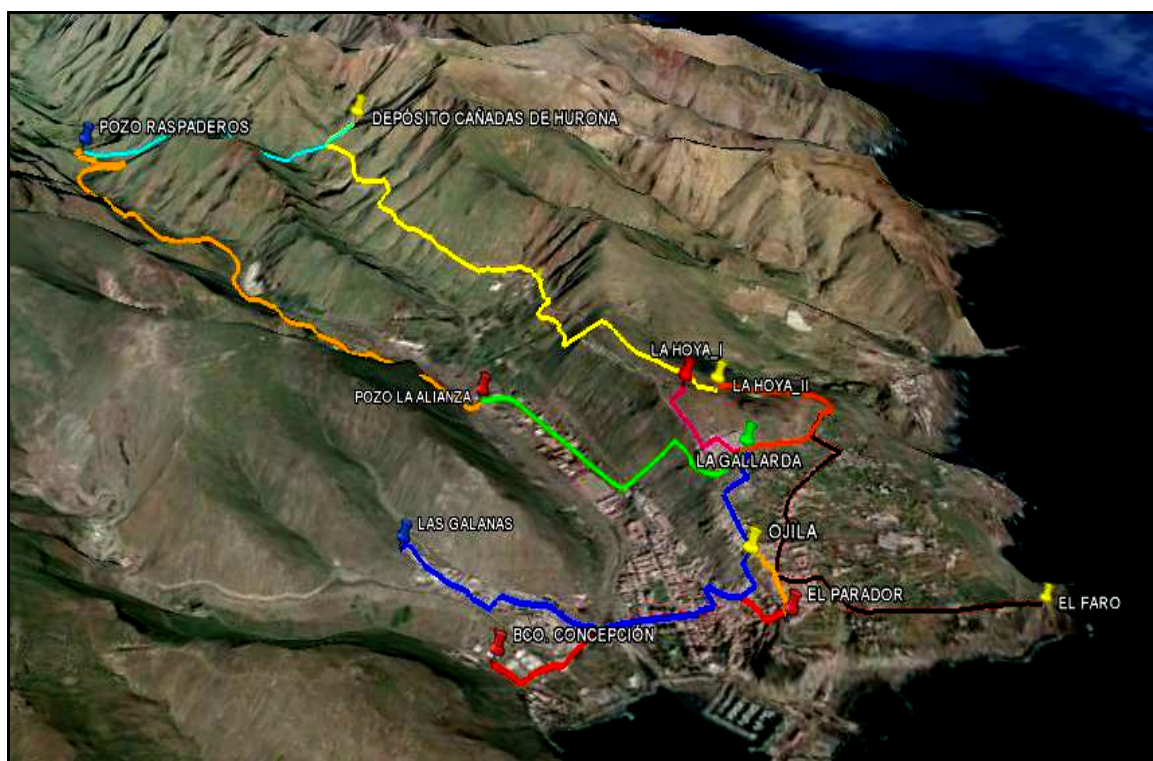 DEPÓSITO CAÑADAS DE HURONA
POZO RASPADEROS
LA HOYA_I
LA HOYA_II
POZO LA ALIANZA
LA GALLARDA
LAS GALANAS
OJILA
EL PARADOR
EL FARO
BCO. CONCEPCIÓN